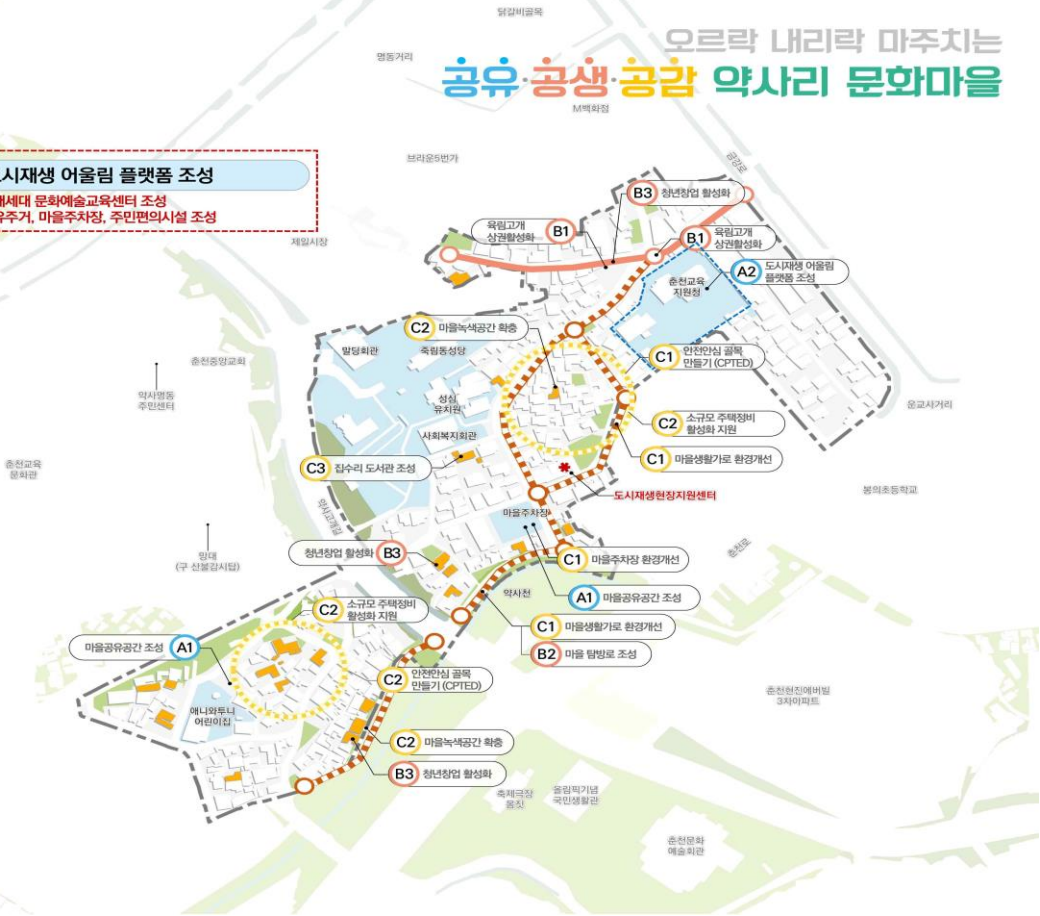 닭갈비골목
명동거리
오르락 내리락 마주치는
공유·공생·공감 약사리 문화마을
M백화점
브라운5번가
금강로
시재생 어울림 플랫폼 조성
세대 문화예술교육센터 조성
주거, 마을주차장, 주민편의시설 조성
B3 청년창업 활성화
육림고개
상권활성화 B1
B1 육림고개
상권활성화
제일시장
춘천교육
지원청
A2 도시재생 어울림
플랫폼 조성
C2 마을녹색공간 확충
말딩회관
죽림동성당
C1 안전안심 골목
만들기 (CPTED)
춘천중앙교회
약사명동
주민센터
성심
유치원
운교사거리
C2 소규모 주택정비
활성화 지원
사회복지회관
C1 마을생활가로 환경개선
C3 집수리 도서관 조성
춘천교육
문화관
도시재생현장지원센터
봉의초등학교
약사고개길
마을주차장
춘천로
망대
(구 산불감시탑)
청년창업 활성화 B3
C1 마을주차장 환경개선
약사천
A1 마을공유공간 조성
C2 소규모 주택정비
활성화 지원
C1 마을생활가로 환경개선
마을공유공간 조성 A1
B2 마을 탐방로 조성
C2 안전안심 골목
만들기 (CPTED)
춘천현진에버빌
3차아파트
애니와투니
어린이집
C2 마을녹색공간 확충
B3 청년창업 활성화
축제극장
몸짓
올림픽기념
국민생활관
춘천문화
예술회관